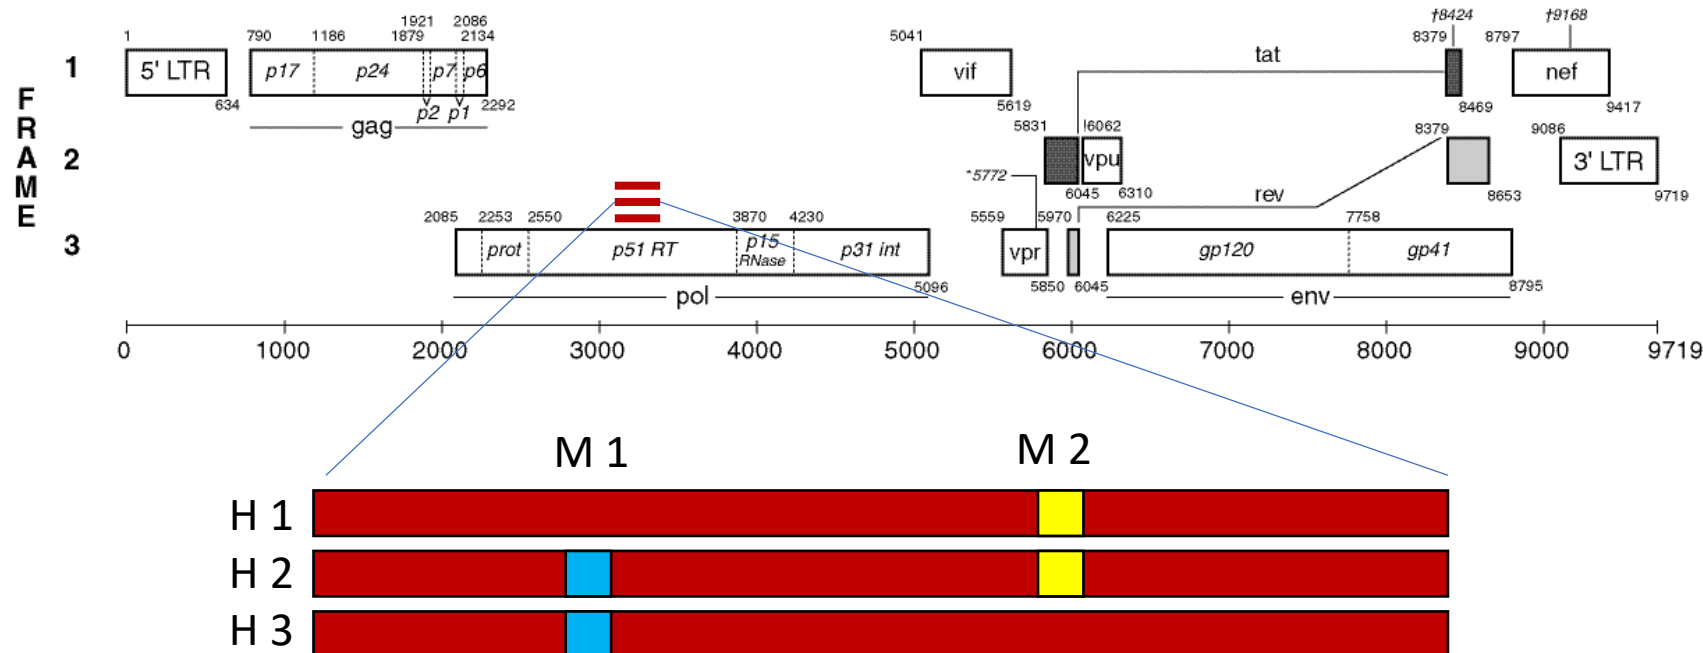 1921 2086 †8424 †9168
1 790 1186 1879 2134 5041 8379 8797
FRAME
1 5' LTR p17 p24 p7 p6 vif tat nef
634 p2 p1 2292 5619 8469 9417
gag
5831 !6062 8379 9086
2 vpu 3' LTR
*5772 6045 6310 rev 8653 9719
2085 2253 2550 3870 4230 5559 5970 6225 7758
3 prot p51 RT p15 RNase p31 int vpr gp120 gp41
5096 5850 6045 8795
pol env
0 1000 2000 3000 4000 5000 6000 7000 8000 9000 9719
M 1 M 2
H 1
H 2
H 3